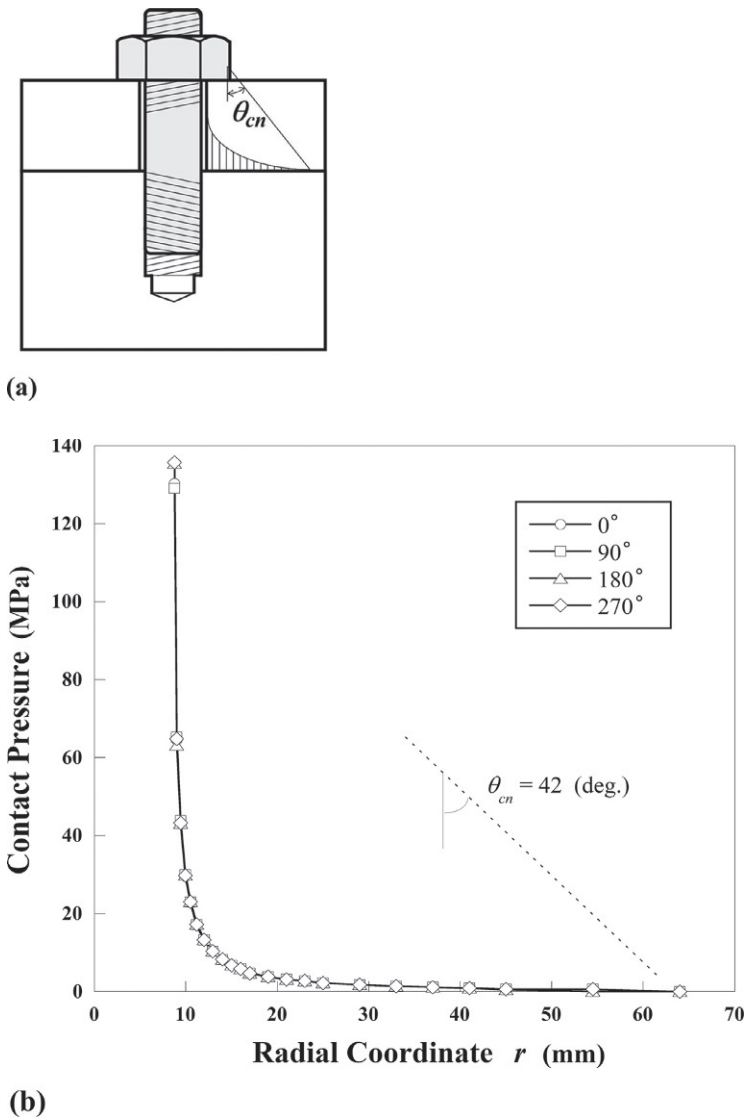 θcn
(a)
140
120
100
80
60
40
20
0
Contact Pressure (MPa)
0°
90°
180°
270°
θcn = 42 (deg.)
0 10 20 30 40 50 60 70
Radial Coordinate r (mm)
(b)